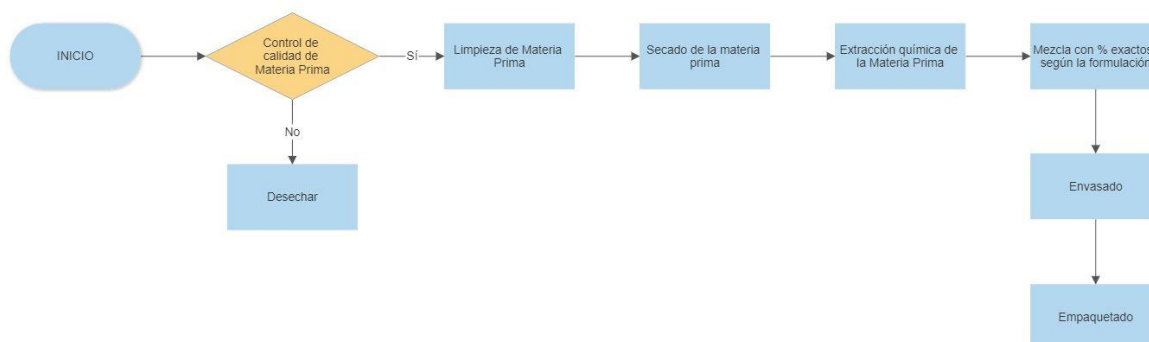 INICIO
Control de
calidad de
Materia Prima
Sí
Limpieza de Materia
Prima
Secado de la materia
prima
Extracción química de
la Materia Prima
Mezcla con % exactos
según la formulación
No
Desechar
Envasado
Empaquetado